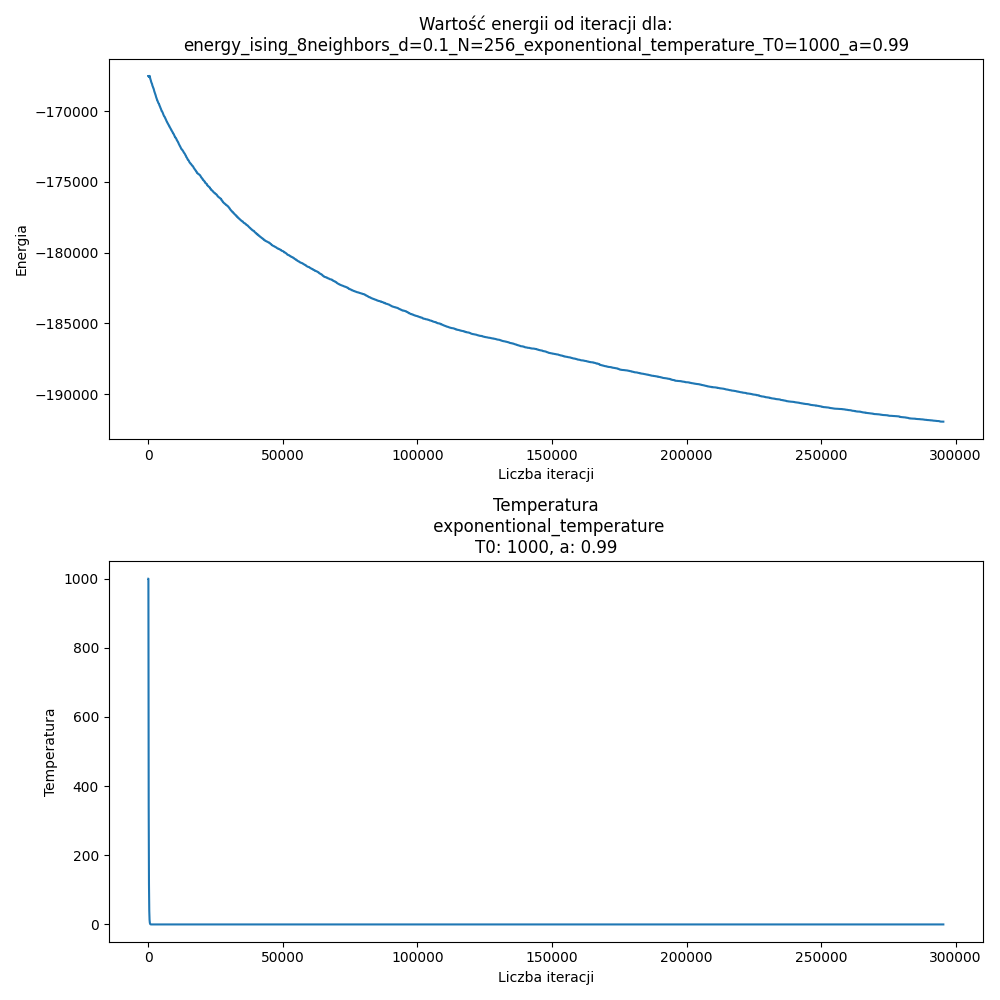 Wartość energii od iteracji dla:
energy_ising_8neighbors_d=0.1_N=256_exponentional_temperature_T0=1000_a=0.99
−170000
−175000
−180000
−185000
−190000
Energia
0 50000 100000 150000 200000 250000 300000
Liczba iteracji
Temperatura
exponentional_temperature
T0: 1000, a: 0.99
1000
800
600
400
200
0
Temperatura
0 50000 100000 150000 200000 250000 300000
Liczba iteracji